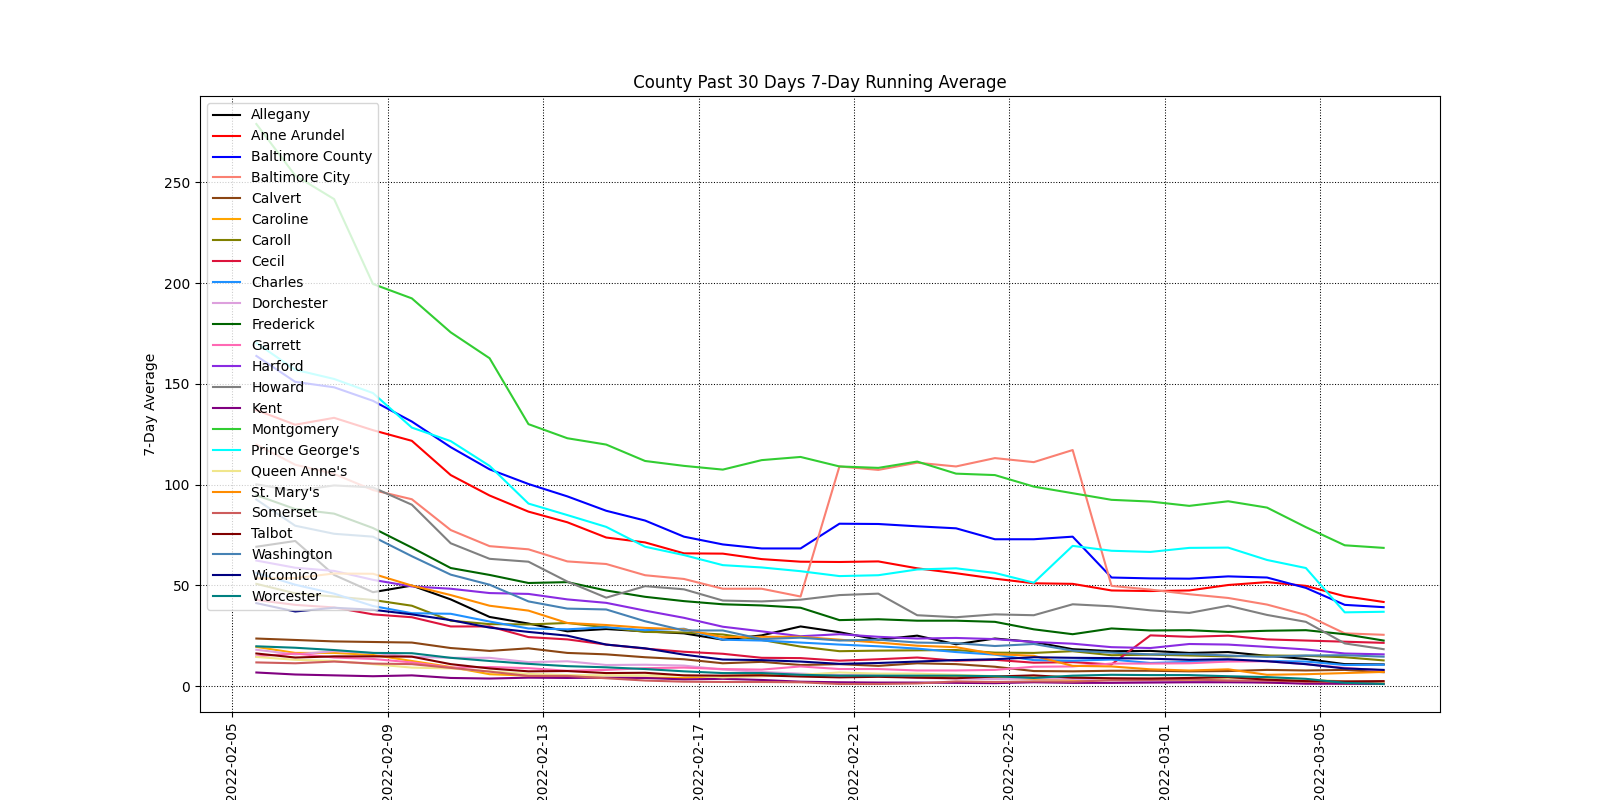 County Past 30 Days 7-Day Running Average
7-Day Average
250
200
150
100
50
0
Allegany
Anne Arundel
Baltimore County
Baltimore City
Calvert
Caroline
Caroll
Cecil
Charles
Dorchester
Frederick
Garrett
Harford
Howard
Kent
Montgomery
Prince George's
Queen Anne's
St. Mary's
Somerset
Talbot
Washington
Wicomico
Worcester
2022-02-05
2022-02-09
2022-02-13
2022-02-17
2022-02-21
2022-02-25
2022-03-01
2022-03-05